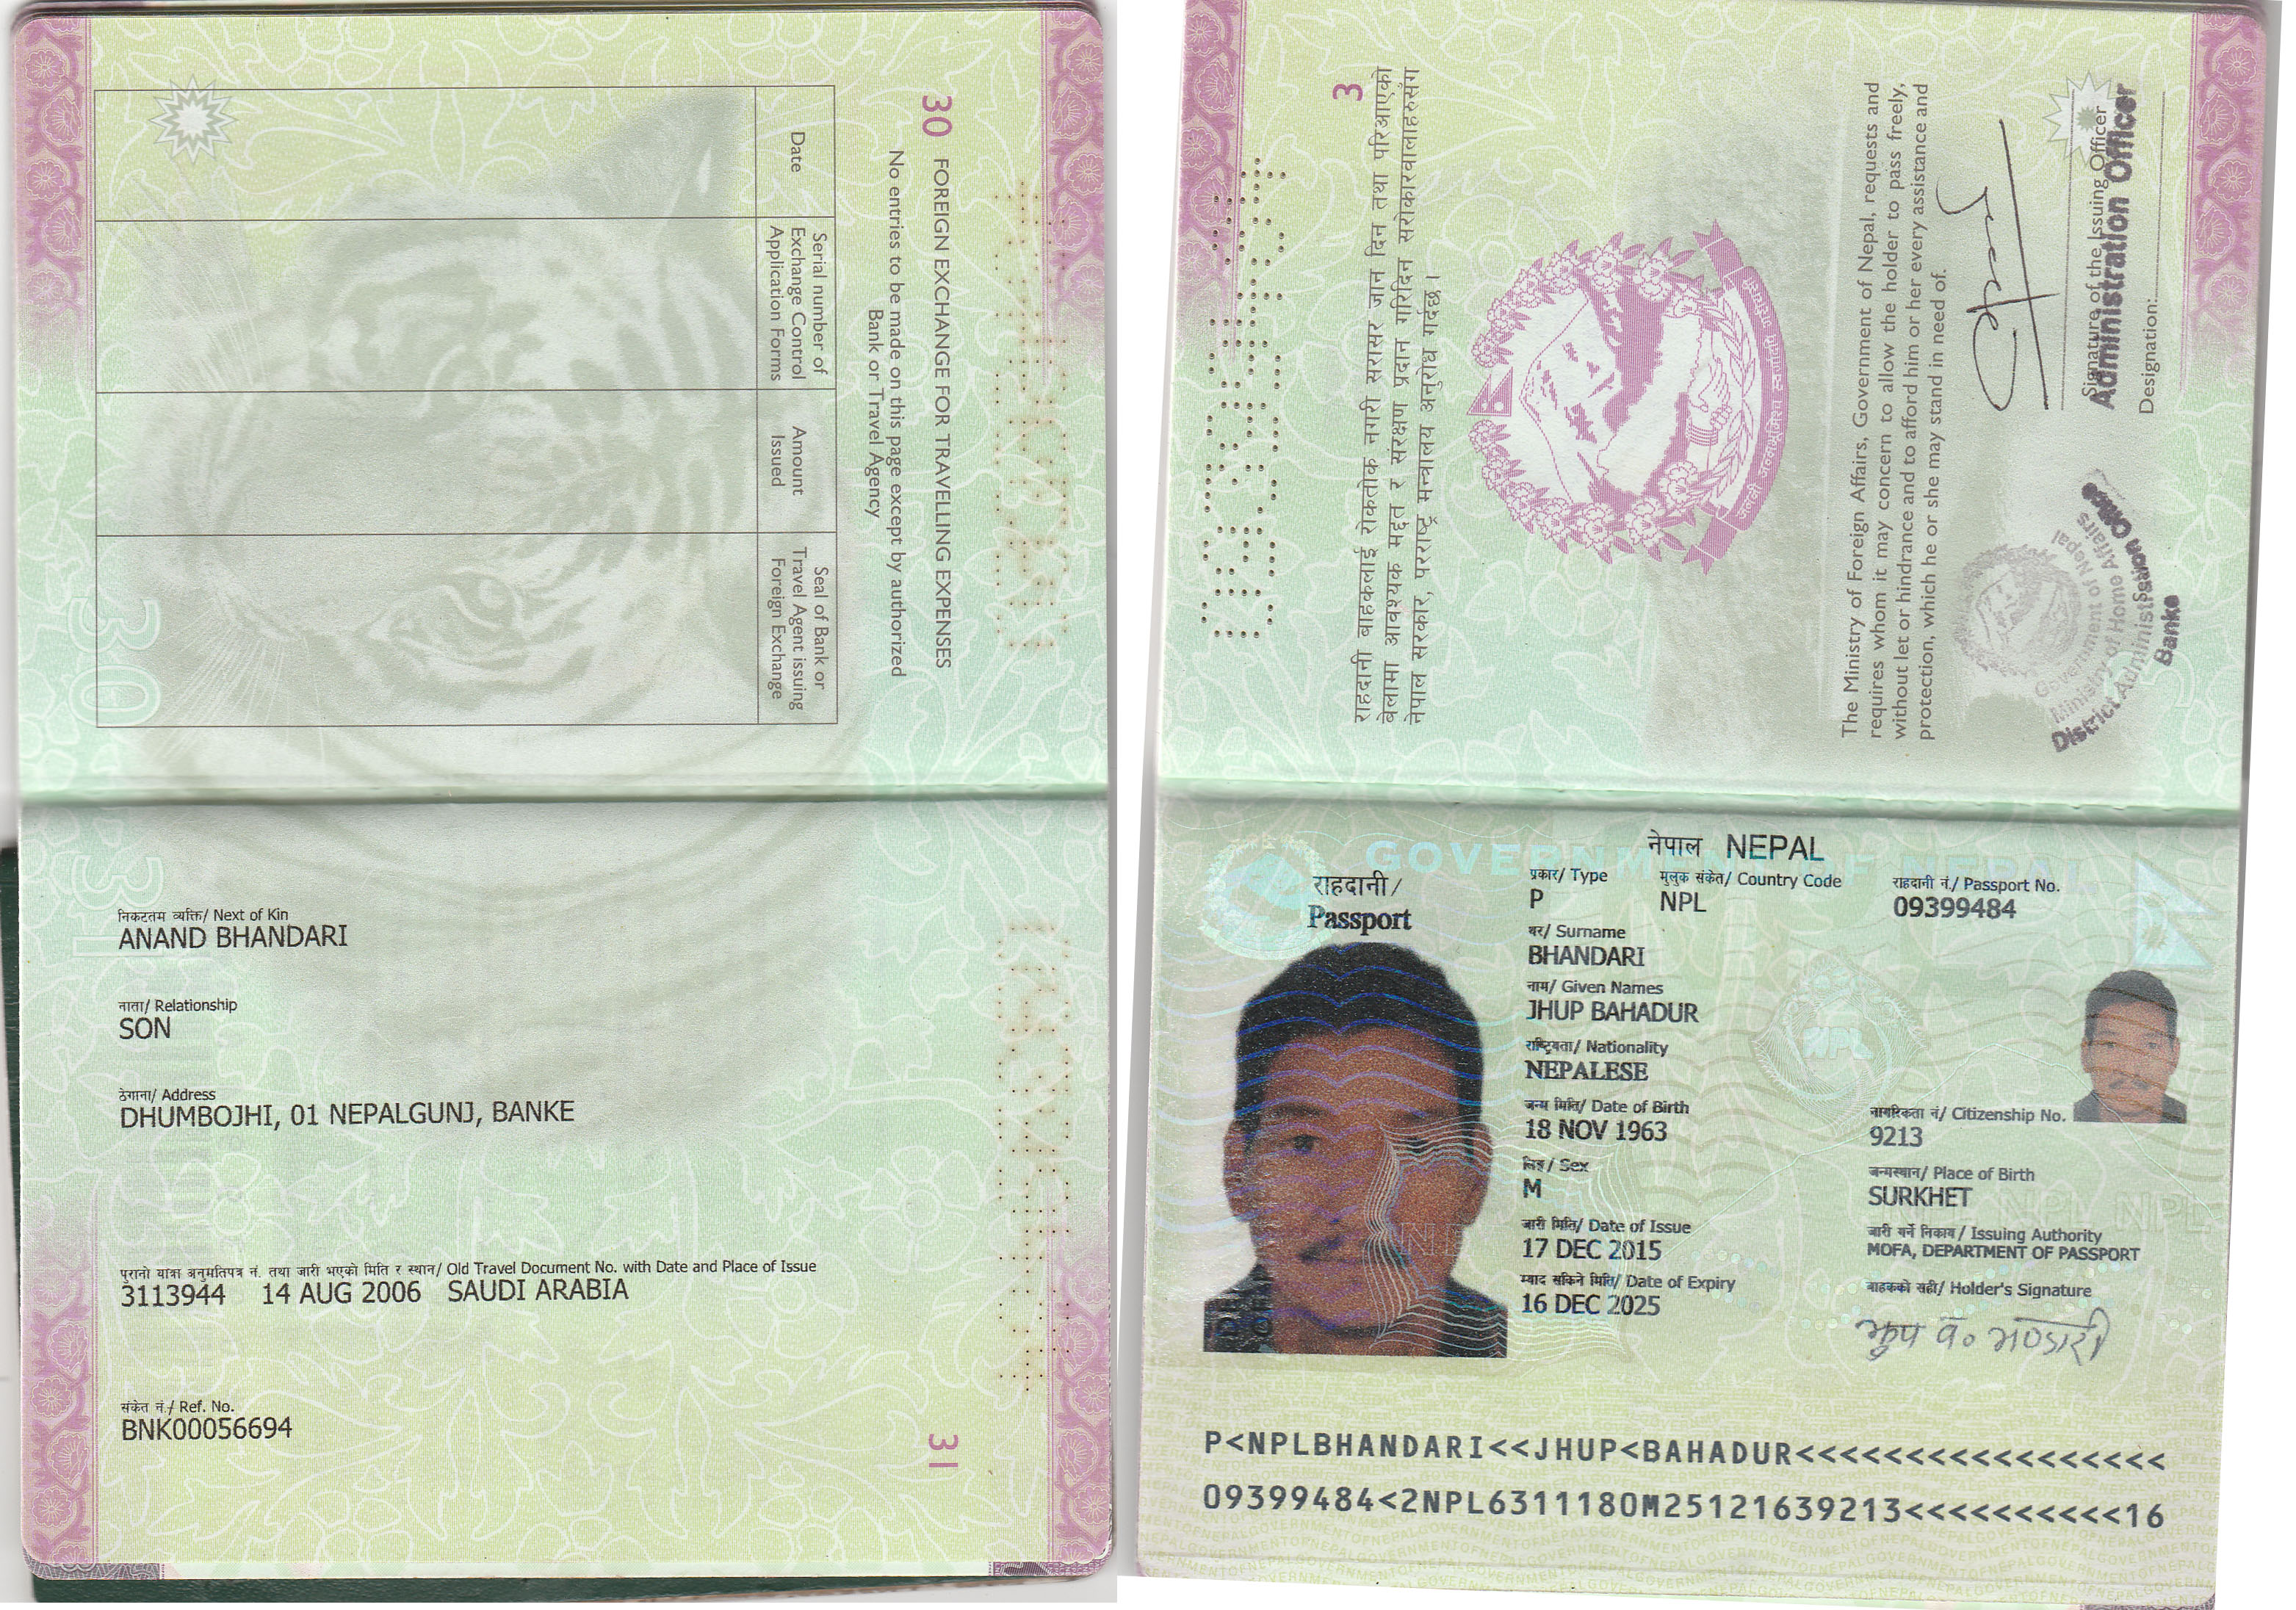 30 FOREIGN EXCHANGE FOR TRAVELLING EXPENSES
No entries to be made on this page except by authorized
Bank or Travel Agency
Date
Serial number of
Exchange Control
Application Forms
Amount
Issued
Seal of Bank or
Travel Agent issuing
Foreign Exchange
30
31
निकटतम व्यक्ति/ Next of Kin
ANAND BHANDARI
नाता/ Relationship
SON
ठेगाना/ Address
DHUMBOJHI, 01 NEPALGUNJ, BANKE
पुरानो यात्रा अनुमतिपत्र नं. तथा जारी भएको मिति र स्थान/ Old Travel Document No. with Date and Place of Issue
3113944 14 AUG 2006 SAUDI ARABIA
संकेत नं./ Ref. No.
BNK00056694
31
3
राहदानी बाहकलाई रोकतोक नगरी सरासर जान दिन तथा परिआएको
बेलामा आवश्यक मद्दत र संरक्षण प्रदान गरिदिन सरोकारवालाहरुसंग
नेपाल सरकार, परराष्ट्र मन्त्रालय अनुरोध गर्दछ।
The Ministry of Foreign Affairs, Government of Nepal, requests and
requires whom it may concern to allow the holder to pass freely,
without let or hindrance and to afford him or her every assistance and
protection, which he or she may stand in need of.
Signature of the Issuing Officer
Administration Officer
Designation:
Government of Nepal
Ministry of Home Affairs
District Administration Office
Banke
GOVERNMENT OF NEPAL
नेपाल NEPAL
राहदानी/
Passport
प्रकार/ Type मुलुक संकेत/ Country Code राहदानी नं./ Passport No.
P NPL 09399484
थर/ Surname
BHANDARI
नाम/ Given Names
JHUP BAHADUR
राष्ट्रियता/ Nationality
NEPALESE
जन्म मिति/ Date of Birth
18 NOV 1963
नागरिकता नं/ Citizenship No.
9213
लिङ्ग/ Sex
M
जन्मस्थान/ Place of Birth
SURKHET
जारी मिति/ Date of Issue
17 DEC 2015
जारी गर्ने निकाय/ Issuing Authority
MOFA, DEPARTMENT OF PASSPORT
म्याद सकिने मिति/ Date of Expiry
16 DEC 2025
बाहकको सही/ Holder's Signature
झुप ब० भण्डारी
P<NPLBHANDARI<<JHUP<BAHADUR<<<<<<<<<<<<<<<<<
09399484<2NPL6311180M25121639213<<<<<<<<<<16